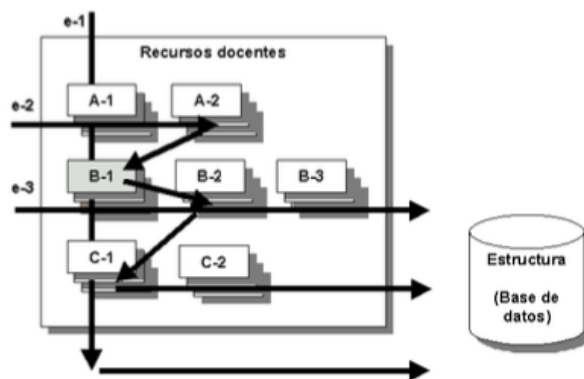 e-1
Recursos docentes
A-1
A-2
e-2
B-1
B-2
B-3
e-3
C-1
C-2
Estructura
(Base de
datos)